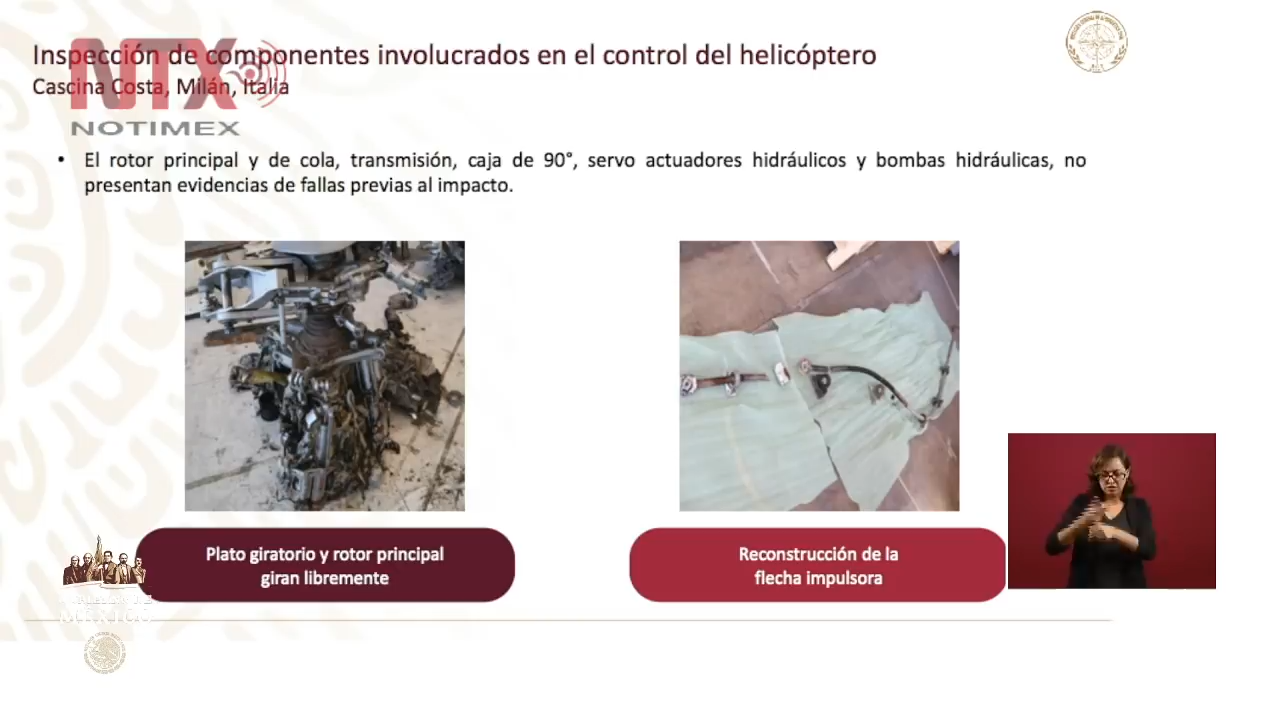 Inspección de componentes involucrados en el control del helicóptero
Cascina Costa, Milán, Italia
NTX
NOTIMEX
• El rotor principal y de cola, transmisión, caja de 90°, servo actuadores hidráulicos y bombas hidráulicas, no
presentan evidencias de fallas previas al impacto.
Plato giratorio y rotor principal
giran libremente
Reconstrucción de la
flecha impulsora
MÉXICO